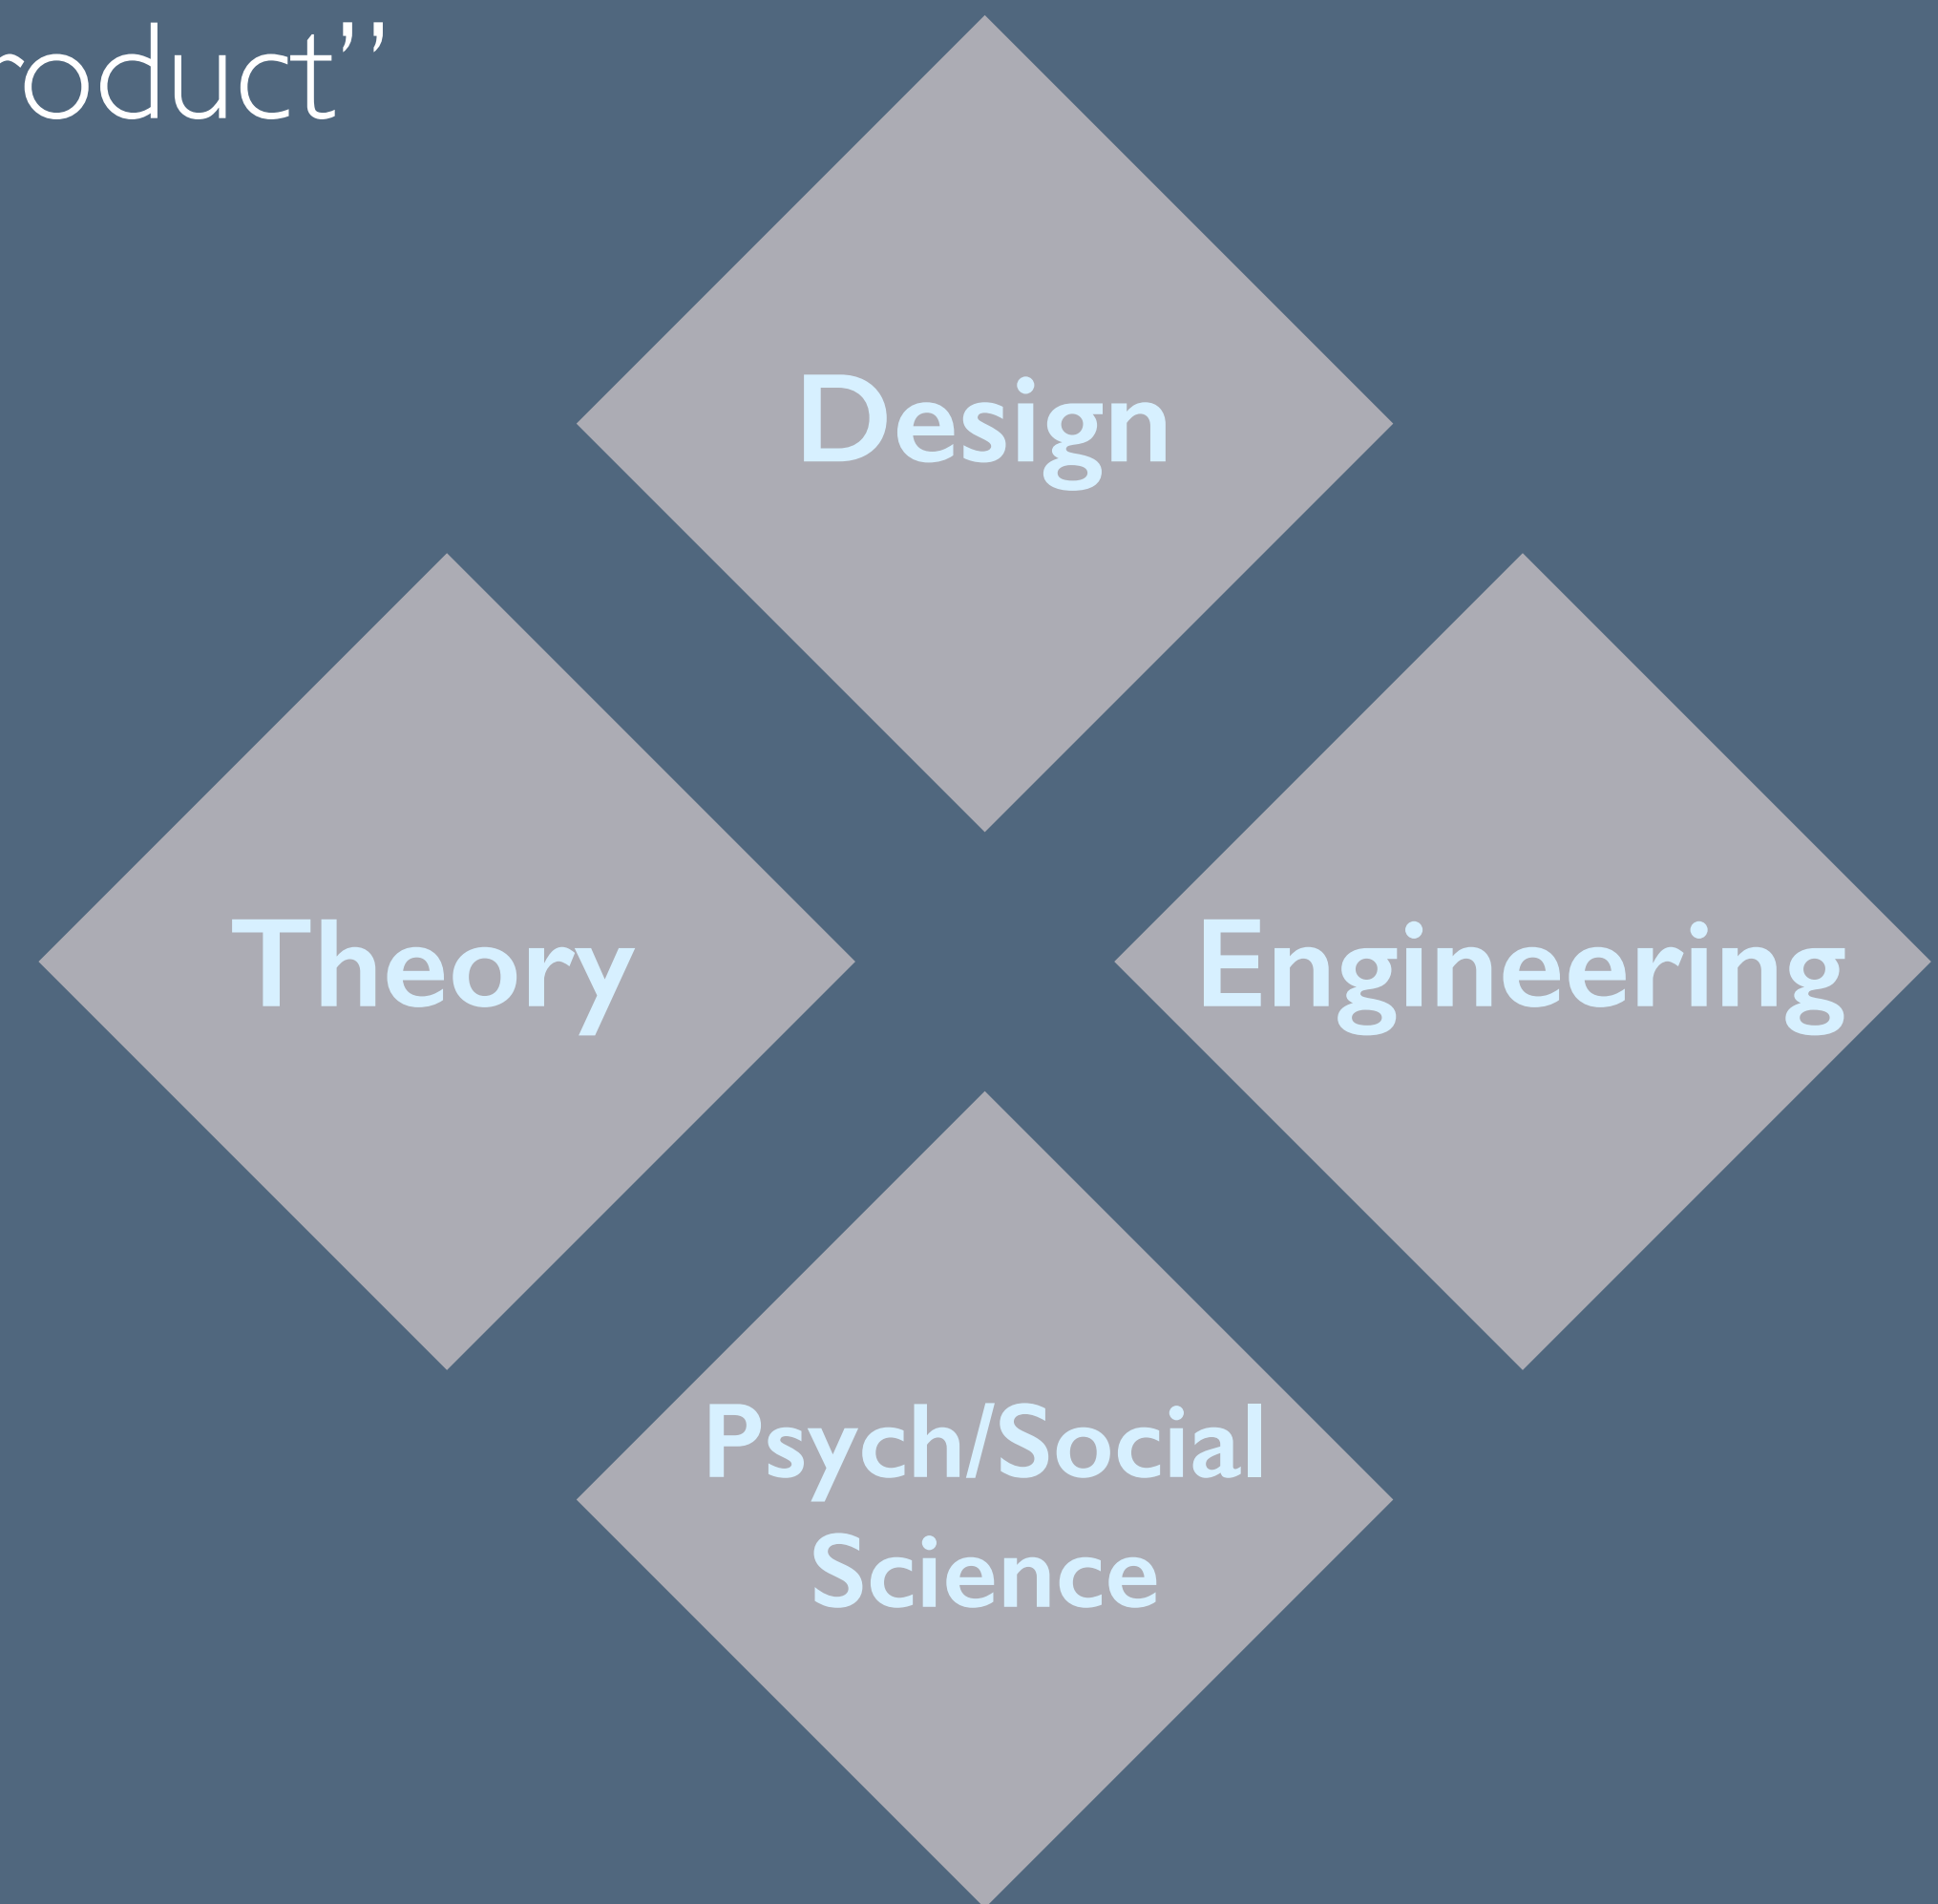 roduct”
Design
Theory
Engineering
Psych/Social
Science